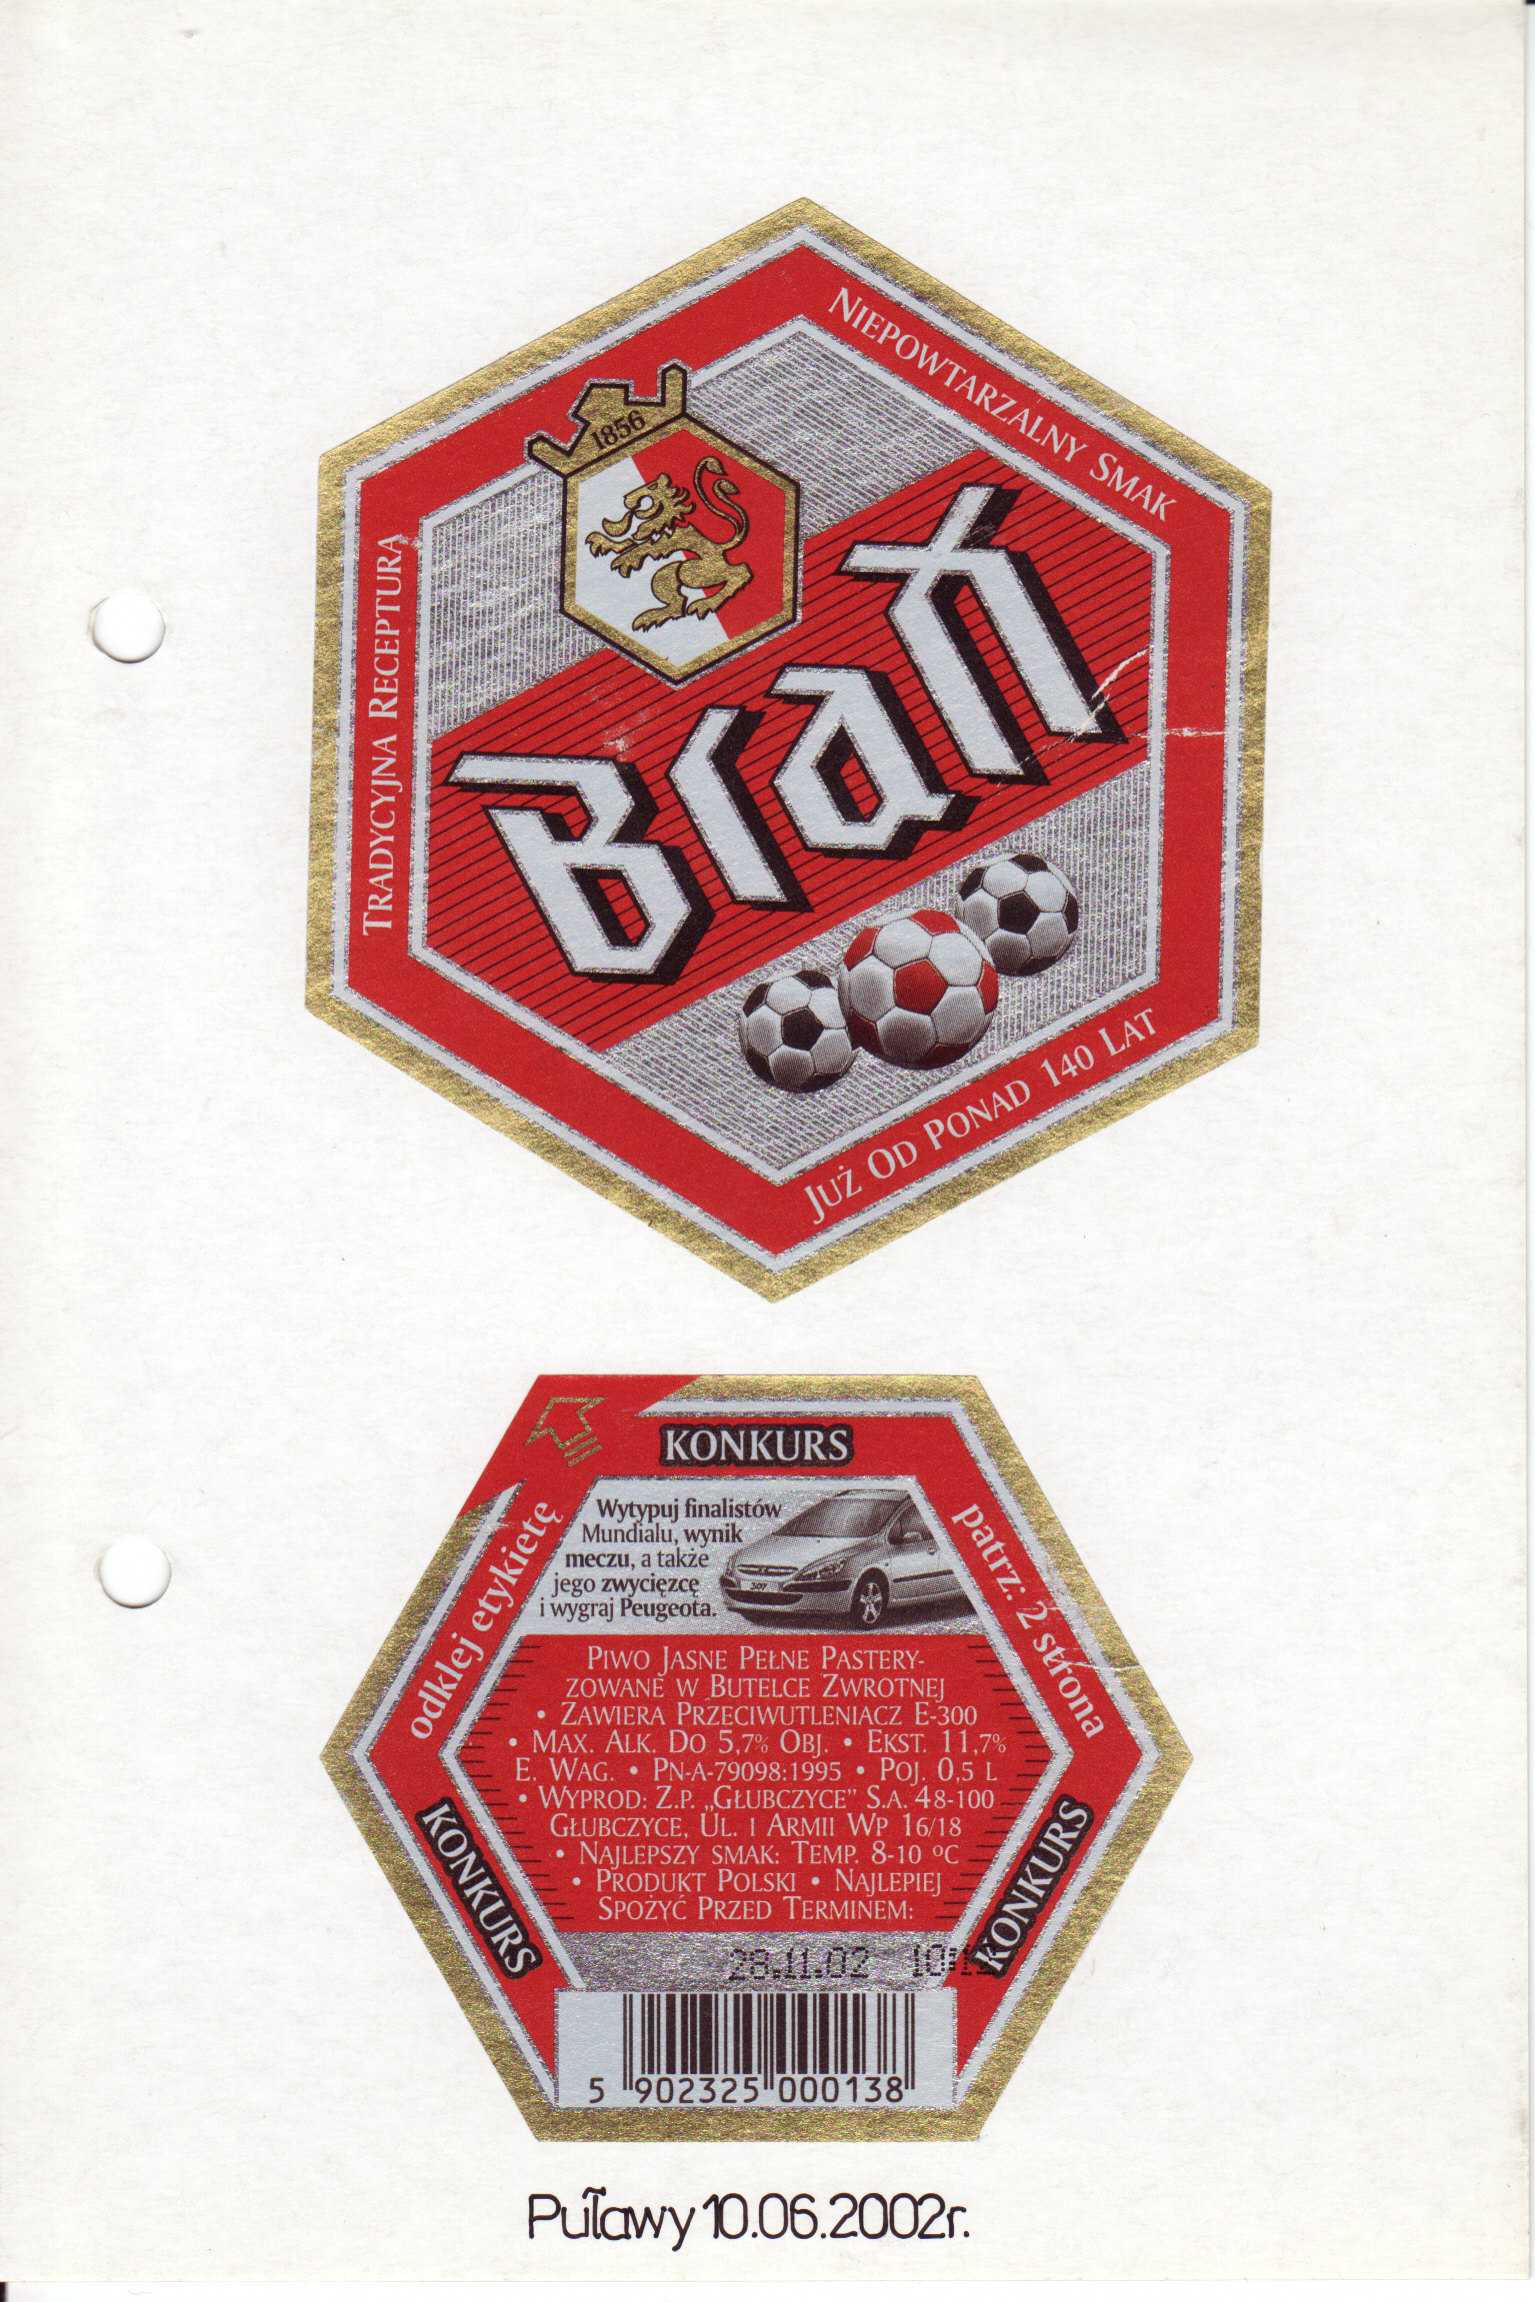 NIEPOWTARZALNY SMAK
1856
TRADYCYJNA RECEPTURA
Brań
JUŻ OD PONAD 140 LAT
KONKURS
odklej etykietę
patrz: 2 strona
Wytypuj finalistów
Mundialu, wynik
meczu, a także
jego zwycięzcę
i wygraj Peugeota.
307
PIWO JASNE PEŁNE PASTERY-
ZOWANE W BUTELCE ZWROTNEJ
• ZAWIERA PRZECIWUTLENIACZ E-300
• MAX. ALK. DO 5,7% OBJ. • EKST. 11,7%
E. WAG. • PN-A-79098:1995 • POJ. 0,5 L
• WYPROD: Z.P. „GŁUBCZYCE” S.A. 48-100
GŁUBCZYCE, UL. I ARMII WP 16/18
• NAJLEPSZY SMAK: TEMP. 8-10 ºC
• PRODUKT POLSKI • NAJLEPIEJ
SPOŻYĆ PRZED TERMINEM:
KONKURS
KONKURS
28.11.02
5 902325 000138
Puławy 10.06.2002r.